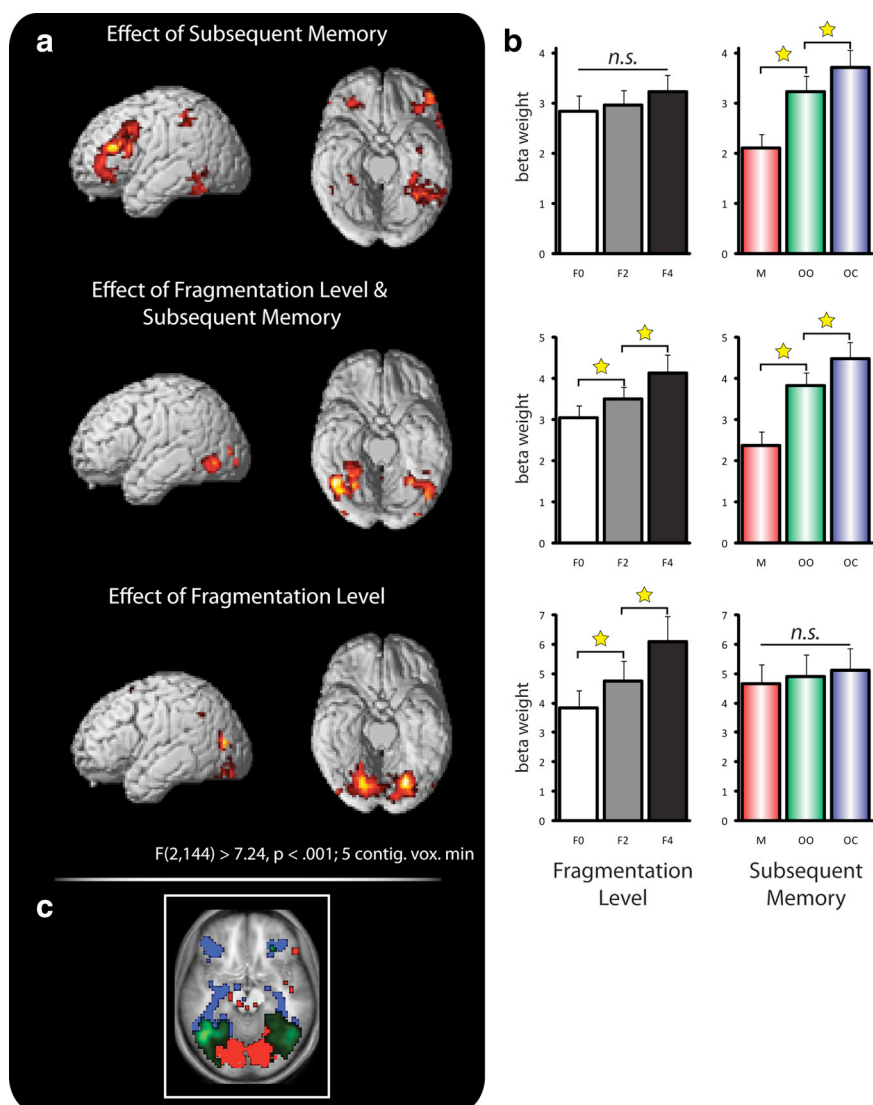 a
Effect of Subsequent Memory
Effect of Fragmentation Level &
Subsequent Memory
Effect of Fragmentation Level
F(2,144) > 7.24, p < .001; 5 contig. vox. min
c
b
4
3
2
1
0
beta weight
n.s.
F0 F2 F4
4
3
2
1
0
M OO OC
5
4
3
2
1
0
beta weight
F0 F2 F4
5
4
3
2
1
0
M OO OC
7
6
5
4
3
2
1
0
beta weight
F0 F2 F4
Fragmentation
Level
7
6
5
4
3
2
1
0
n.s.
M OO OC
Subsequent
Memory